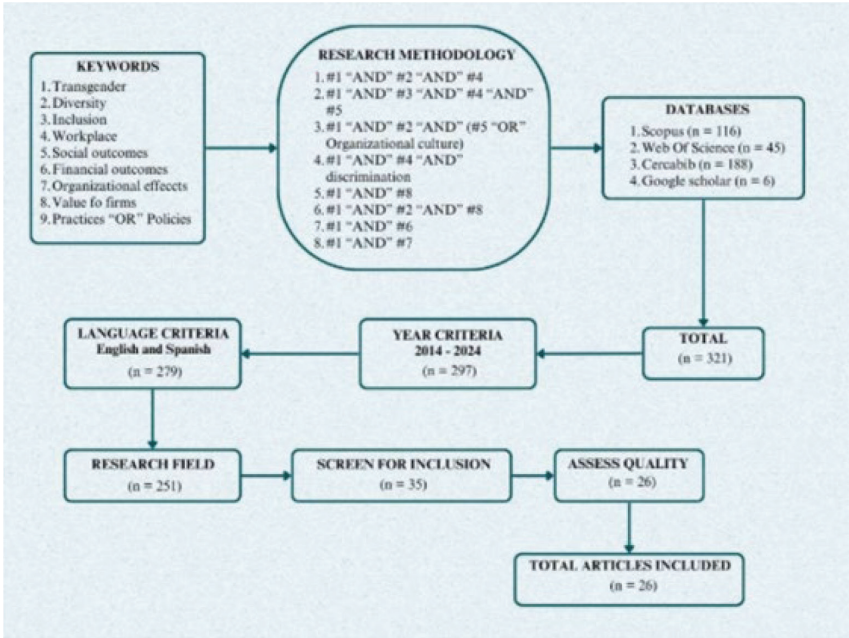 KEYWORDS
1.Transgender
2.Diversity
3.Inclusion
4.Workplace
5.Social outcomes
6.Financial outcomes
7.Organizational effeccts
8.Value fo firms
9.Practices “OR” Policies
RESEARCH METHODOLOGY
1.#1 “AND” #2 “AND” #4
2.#1 “AND” #3 “AND” #4 “AND”
#5
3.#1 “AND” #2 “AND” (#5 “OR”
Organizational culture)
4.#1 “AND” #4 “AND”
discrimination
5.#1 “AND” #8
6.#1 “AND” #2 “AND” #8
7.#1 “AND” #6
8.#1 “AND” #7
DATABASES
1.Scopus (n = 116)
2.Web Of Science (n = 45)
3.Cercabib (n = 188)
4.Google scholar (n = 6)
TOTAL
(n = 321)
YEAR CRITERIA
2014 - 2024
(n = 297)
LANGUAGE CRITERIA
English and Spanish
(n = 279)
RESEARCH FIELD
(n = 251)
SCREEN FOR INCLUSION
(n = 35)
ASSESS QUALITY
(n = 26)
TOTAL ARTICLES INCLUDED
(n = 26)